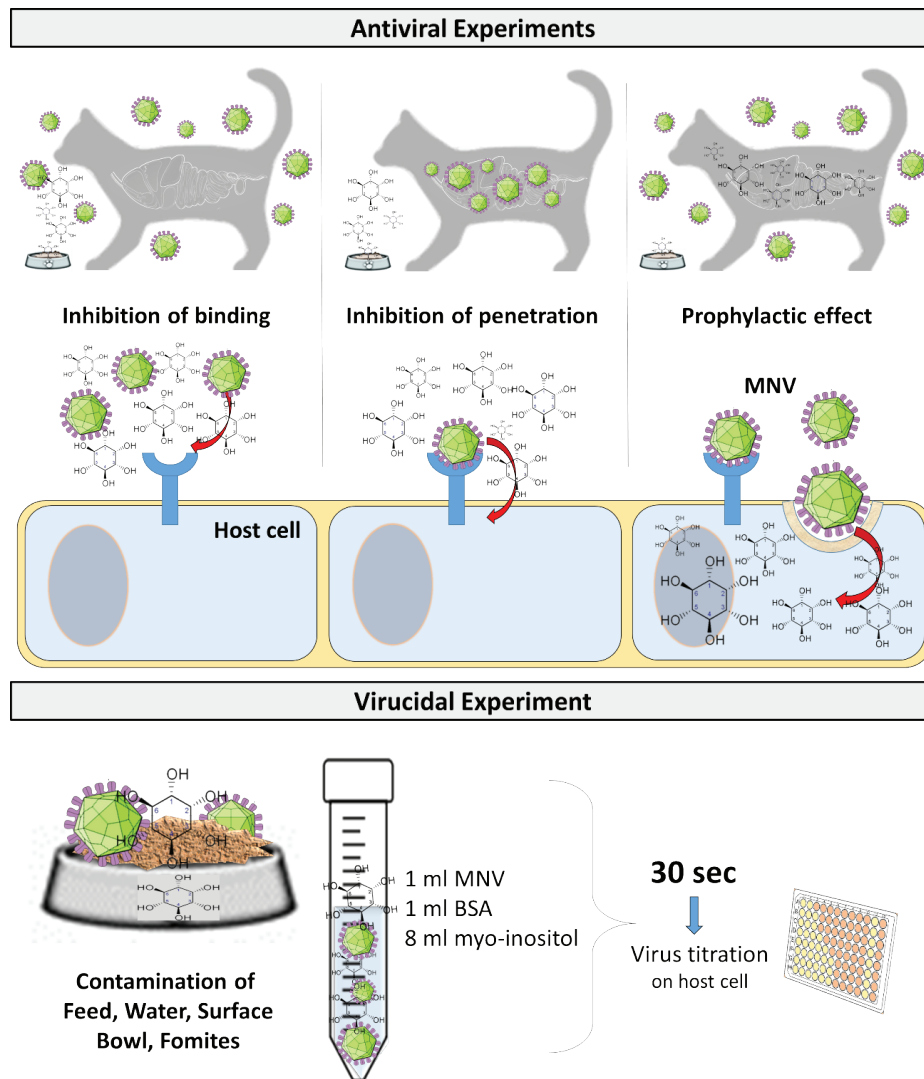 Antiviral Experiments
Inhibition of binding
Inhibition of penetration
Prophylactic effect
MNV
Host cell
Virucidal Experiment
1 ml MNV
1 ml BSA
8 ml myo-inositol
30 sec
Virus titration
on host cell
Contamination of
Feed, Water, Surface
Bowl, Fomites